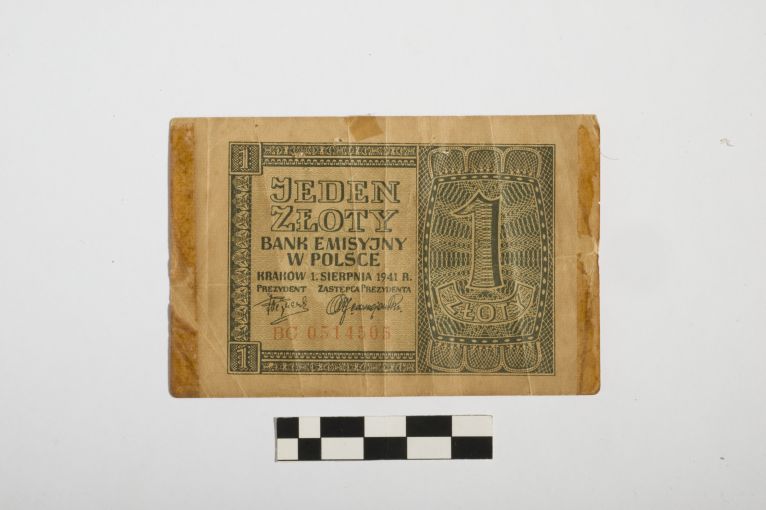 1
JEDEN
ZŁOTY
BANK EMISYJNY
W POLSCE
KRAKÓW 1. SIERPNIA 1941 R.
PREZYDENT ZASTĘPCA PREZYDENTA
BC 0514505
1
1
ZŁOTY